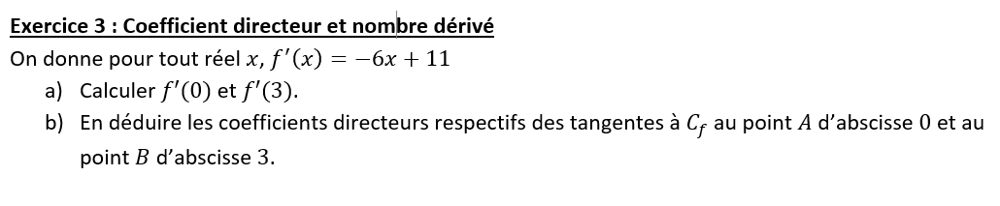 Exercice 3 : Coefficient directeur et nombre dérivé
On donne pour tout réel x, f′(x) = −6x + 11
a) Calculer f′(0) et f′(3).
b) En déduire les coefficients directeurs respectifs des tangentes à C_f au point A d’abscisse 0 et au
point B d’abscisse 3.